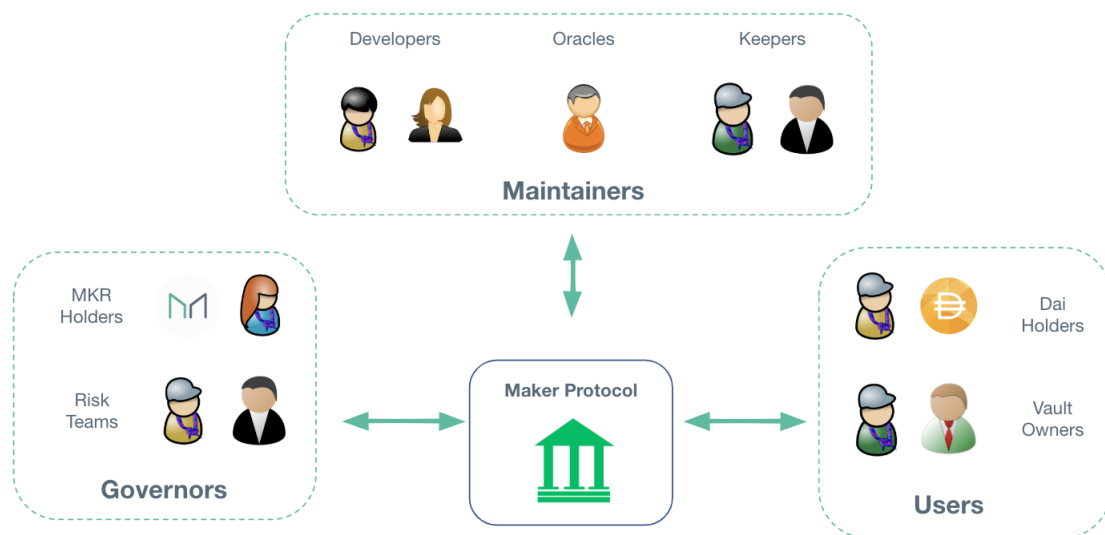 Developers
Oracles
Keepers
Maintainers
MKR
Holders
Risk
Teams
Governors
Maker Protocol
Dai
Holders
Vault
Owners
Users